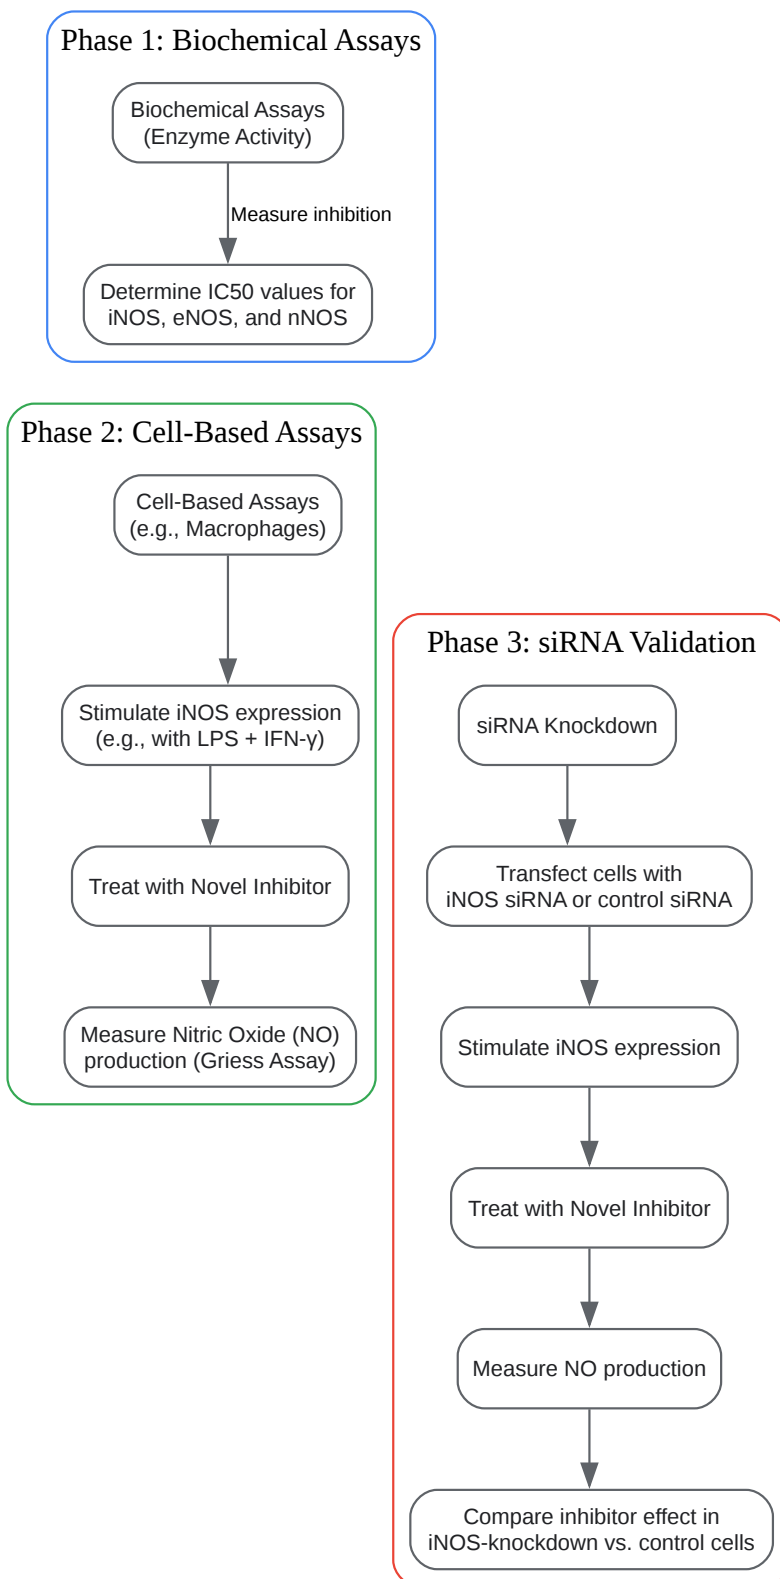 Phase 1: Biochemical Assays
Biochemical Assays
(Enzyme Activity)
Measure inhibition
Determine IC50 values for
iNOS, eNOS, and nNOS
Phase 2: Cell-Based Assays
Cell-Based Assays
(e.g., Macrophages)
Stimulate iNOS expression
(e.g., with LPS + IFN-γ)
Treat with Novel Inhibitor
Measure Nitric Oxide (NO)
production (Griess Assay)
Phase 3: siRNA Validation
siRNA Knockdown
Transfect cells with
iNOS siRNA or control siRNA
Stimulate iNOS expression
Treat with Novel Inhibitor
Measure NO production
Compare inhibitor effect in
iNOS-knockdown vs. control cells